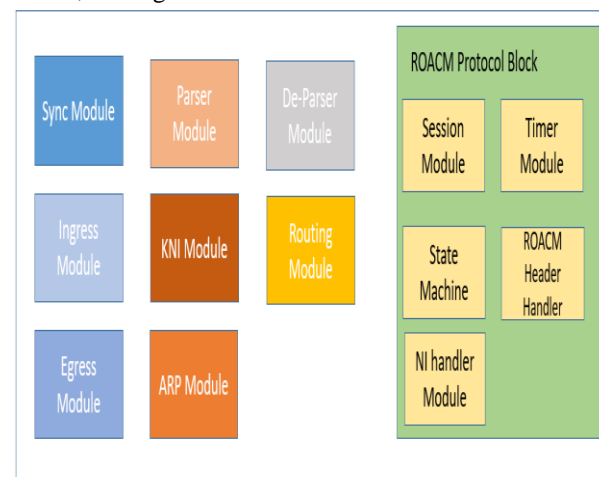 Sync Module
Parser
Module
De-Parser
Module
Ingress
Module
KNI Module
Routing
Module
Egress
Module
ARP Module
ROACM Protocol Block
Session
Module
Timer
Module
State
Machine
ROACM
Header
Handler
NI handler
Module